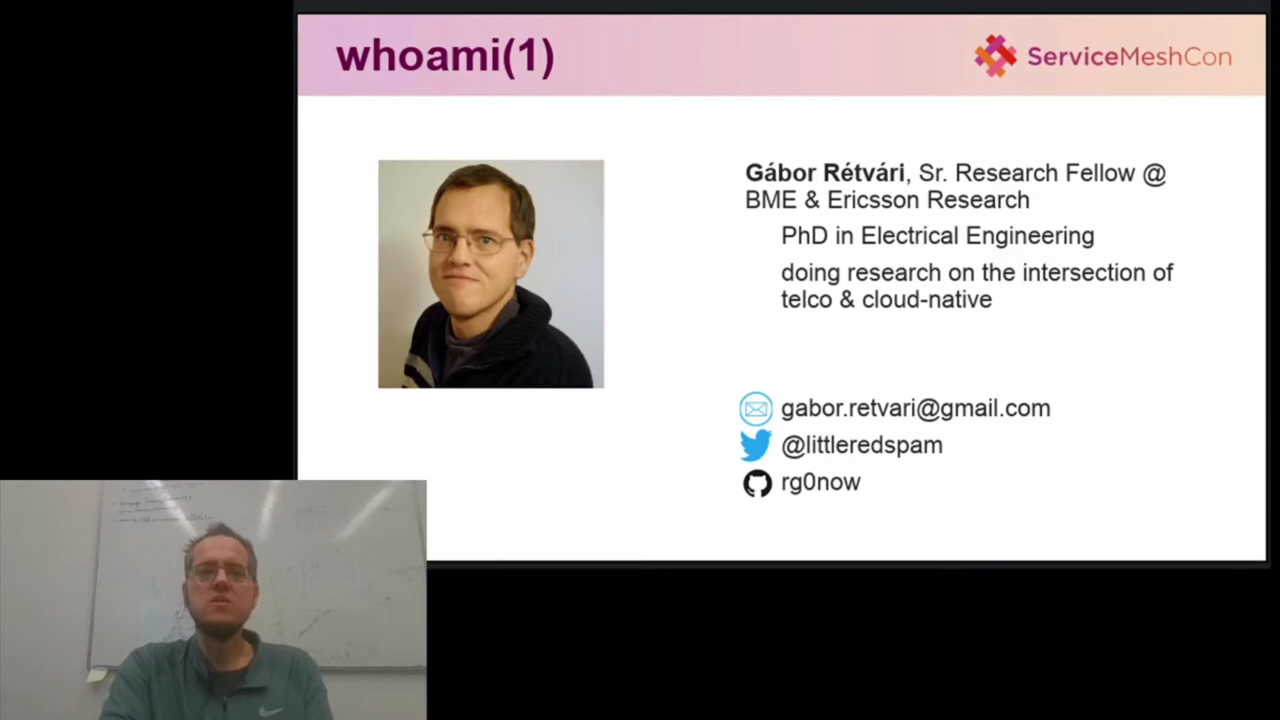 whoami(1)
ServiceMeshCon
Gábor Rétvári, Sr. Research Fellow @
BME & Ericsson Research
PhD in Electrical Engineering
doing research on the intersection of
telco & cloud-native
gabor.retvari@gmail.com
@littleredspam
rg0now